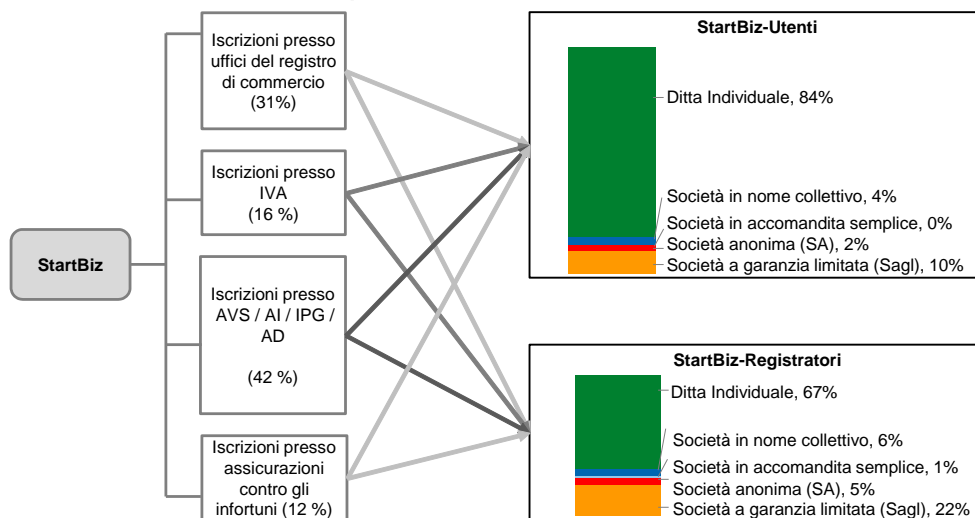 StartBiz
Iscrizioni presso
uffici del registro
di commercio
(31%)
Iscrizioni presso
IVA
(16 %)
Iscrizioni presso
AVS / AI / IPG /
AD
(42 %)
Iscrizioni presso
assicurazioni
contro gli
infortuni (12 %)
StartBiz-Utenti
Ditta Individuale, 84%
Società in nome collettivo, 4%
Società in accomandita semplice, 0%
Società anonima (SA), 2%
Società a garanzia limitata (Sagl), 10%
StartBiz-Registratori
Ditta Individuale, 67%
Società in nome collettivo, 6%
Società in accomandita semplice, 1%
Società anonima (SA), 5%
Società a garanzia limitata (Sagl), 22%